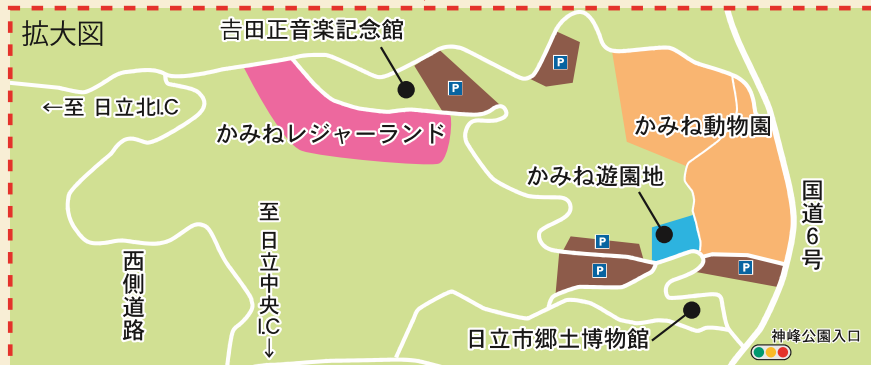 拡大図
𠮷田正音楽記念館
P
P
←至 日立北I.C
かみねレジャーランド
かみね動物園
かみね遊園地
国道6号
至 日立中央I.C→
西側道路
P
P
P
日立市郷土博物館
神峰公園入口